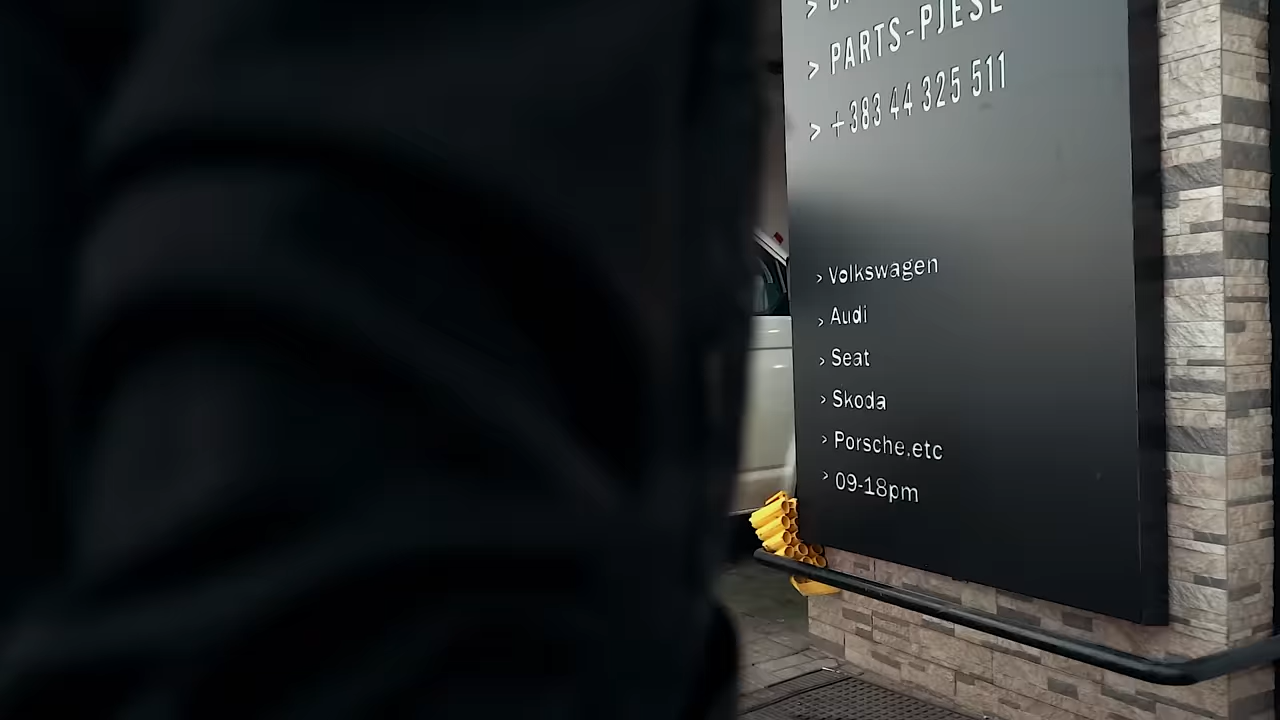 > PARTS-PJESË
> +383 44 325 511
> Volkswagen
> Audi
> Seat
> Skoda
> Porsche.etc
> 09-18pm